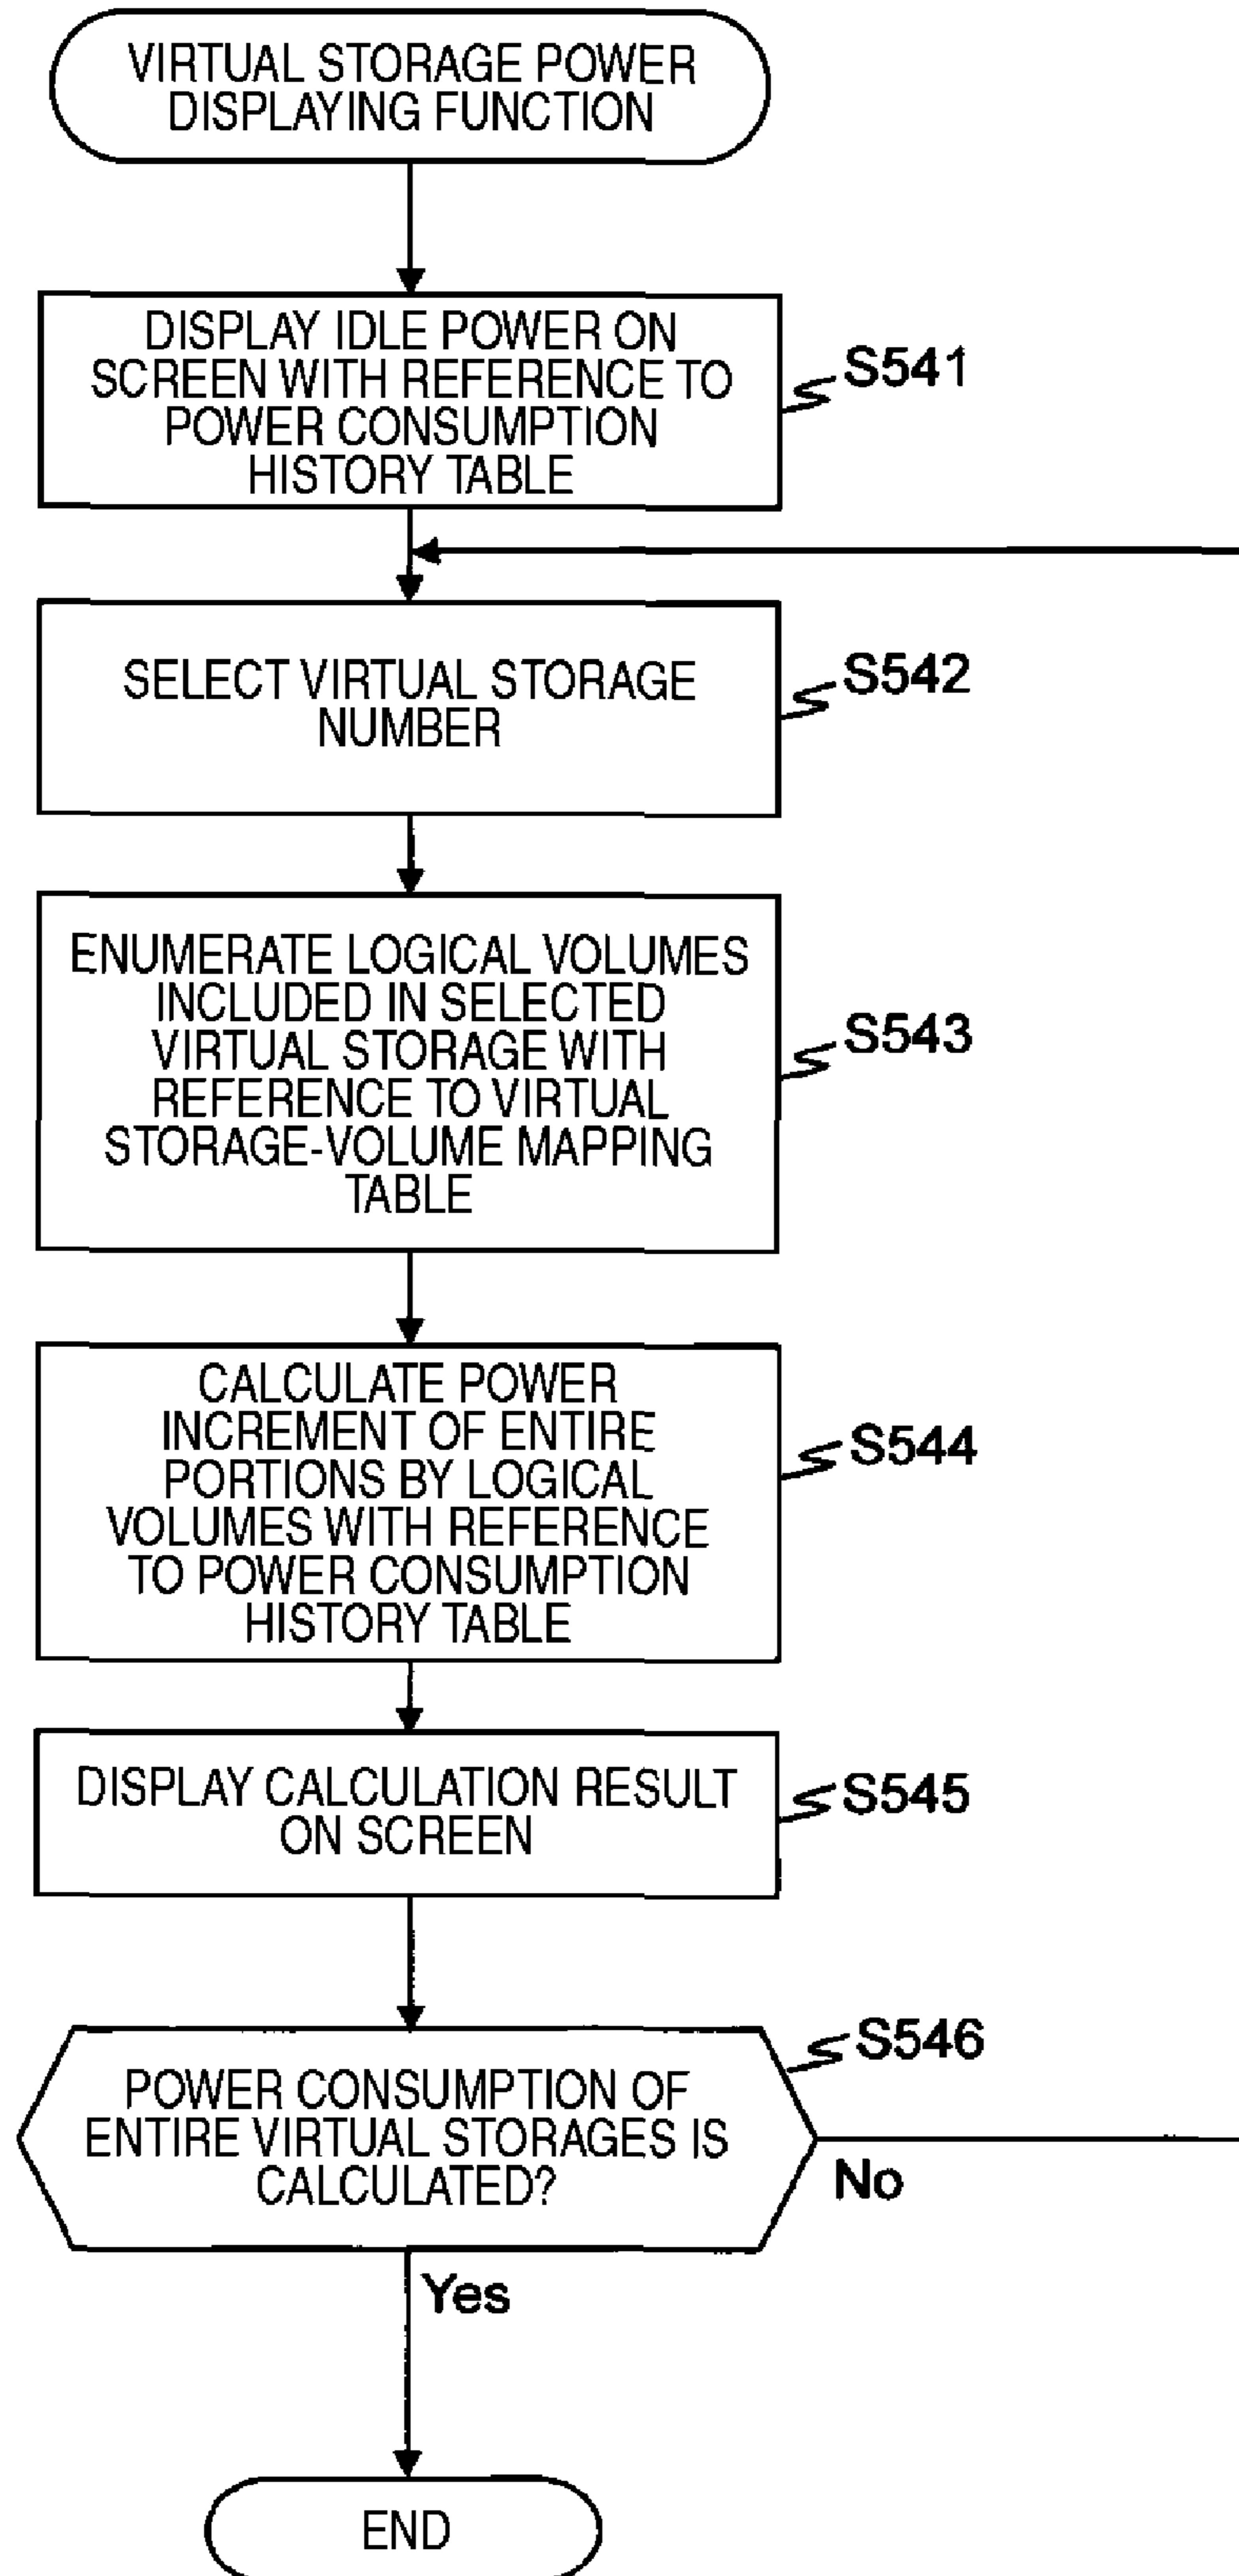 VIRTUAL STORAGE POWER
DISPLAYING FUNCTION
DISPLAY IDLE POWER ON
SCREEN WITH REFERENCE TO
POWER CONSUMPTION
HISTORY TABLE
S541
SELECT VIRTUAL STORAGE
NUMBER
S542
ENUMERATE LOGICAL VOLUMES
INCLUDED IN SELECTED
VIRTUAL STORAGE WITH
REFERENCE TO VIRTUAL
STORAGE-VOLUME MAPPING
TABLE
S543
CALCULATE POWER
INCREMENT OF ENTIRE
PORTIONS BY LOGICAL
VOLUMES WITH REFERENCE
TO POWER CONSUMPTION
HISTORY TABLE
S544
DISPLAY CALCULATION RESULT
ON SCREEN
S545
POWER CONSUMPTION OF
ENTIRE VIRTUAL STORAGES IS
CALCULATED?
S546
No
Yes
END